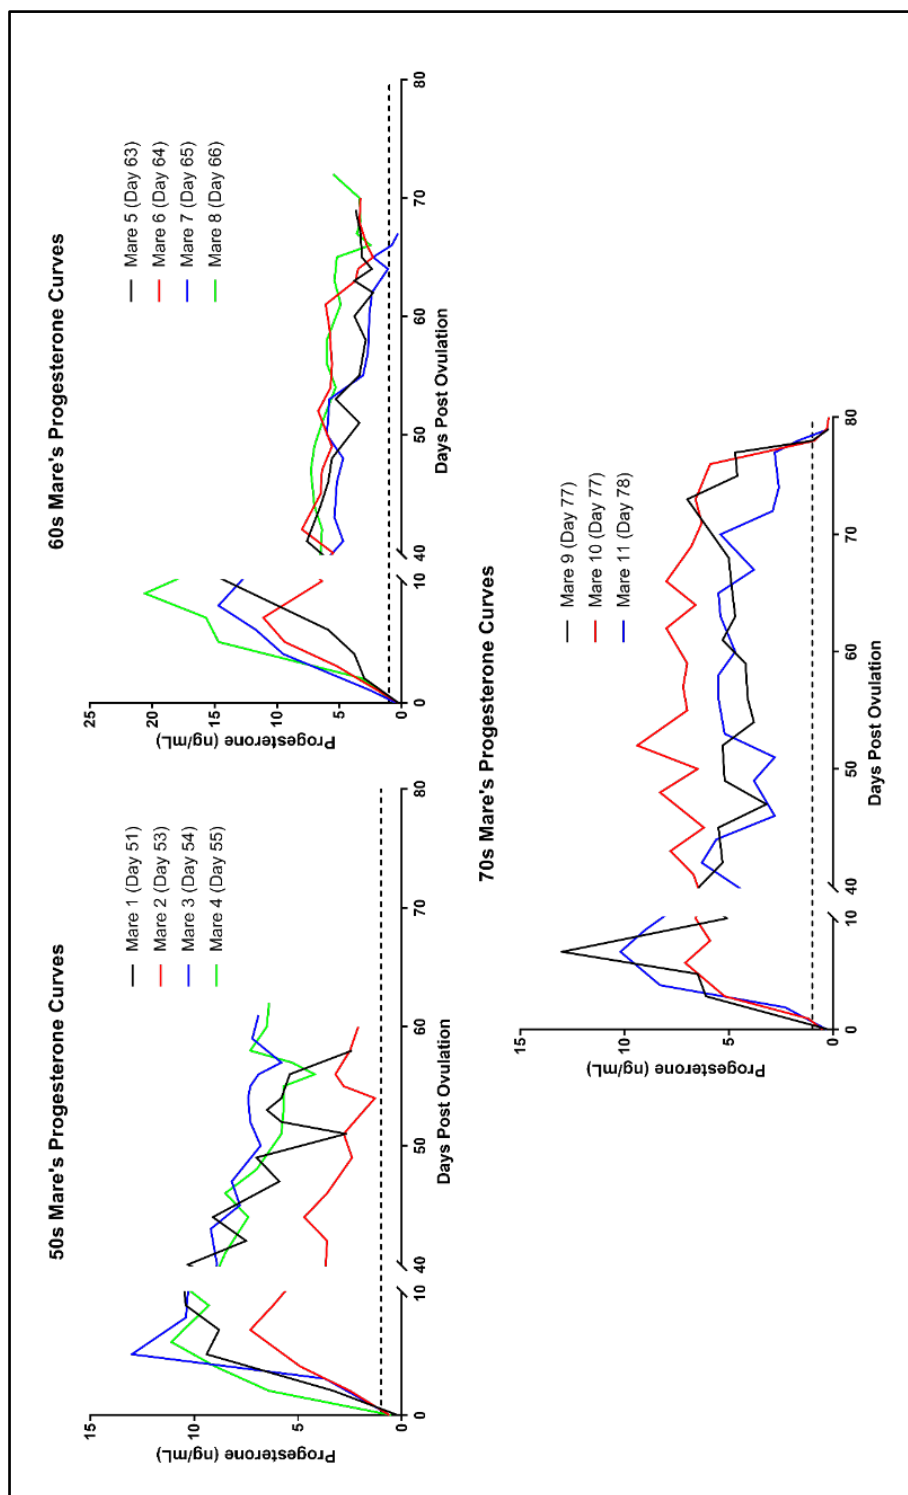 50s Mare's Progesterone Curves
Progesterone (ng/mL)
15
10
5
0
0
10
40
50
60
70
80
Days Post Ovulation
Mare 1 (Day 51)
Mare 2 (Day 53)
Mare 3 (Day 54)
Mare 4 (Day 55)
60s Mare's Progesterone Curves
Progesterone (ng/mL)
25
20
15
10
5
0
0
10
40
50
60
70
80
Days Post Ovulation
Mare 5 (Day 63)
Mare 6 (Day 64)
Mare 7 (Day 65)
Mare 8 (Day 66)
70s Mare's Progesterone Curves
Progesterone (ng/mL)
15
10
5
0
0
10
40
50
60
70
80
Days Post Ovulation
Mare 9 (Day 77)
Mare 10 (Day 77)
Mare 11 (Day 78)